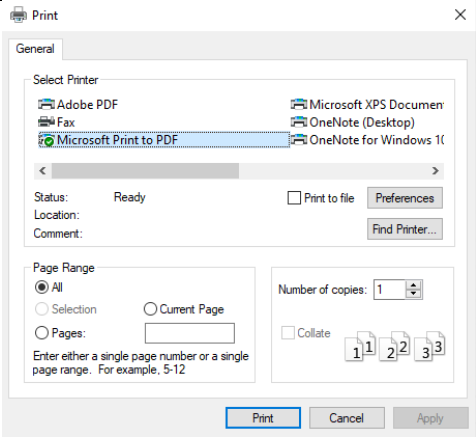 Print
General
Select Printer
Adobe PDF
Microsoft XPS Documen
Fax
OneNote (Desktop)
Microsoft Print to PDF
OneNote for Windows 10
Status: Ready
Print to file
Preferences
Location:
Comment:
Find Printer...
Page Range
All
Selection
Current Page
Pages:
Enter either a single page number or a single
page range. For example, 5-12
Number of copies: 1
Collate
1 1 2 2 3 3
Print
Cancel
Apply